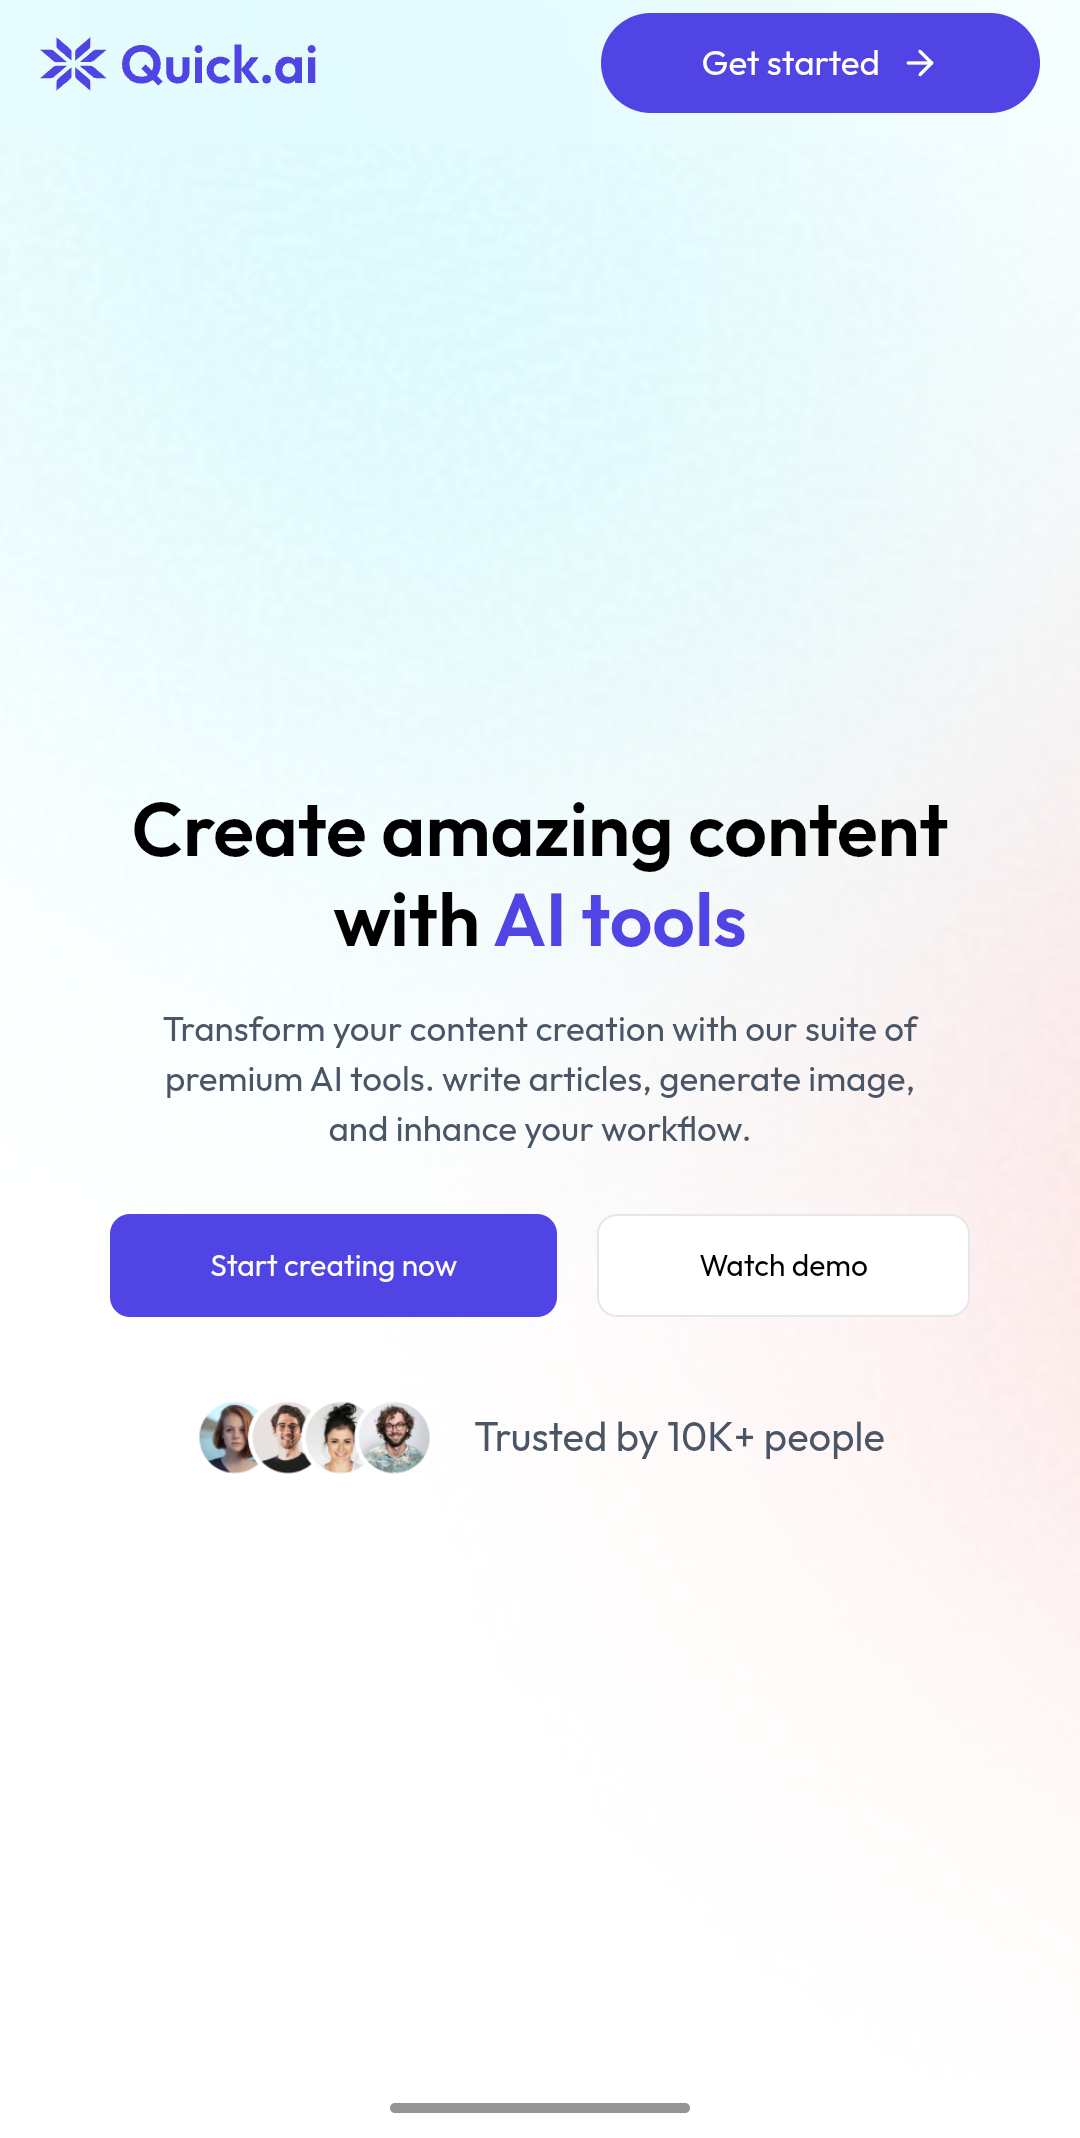 Quick.ai
Get started
Create amazing content
with AI tools
Transform your content creation with our suite of
premium AI tools. write articles, generate image,
and inhance your workflow.
Start creating now
Watch demo
Trusted by 10K+ people